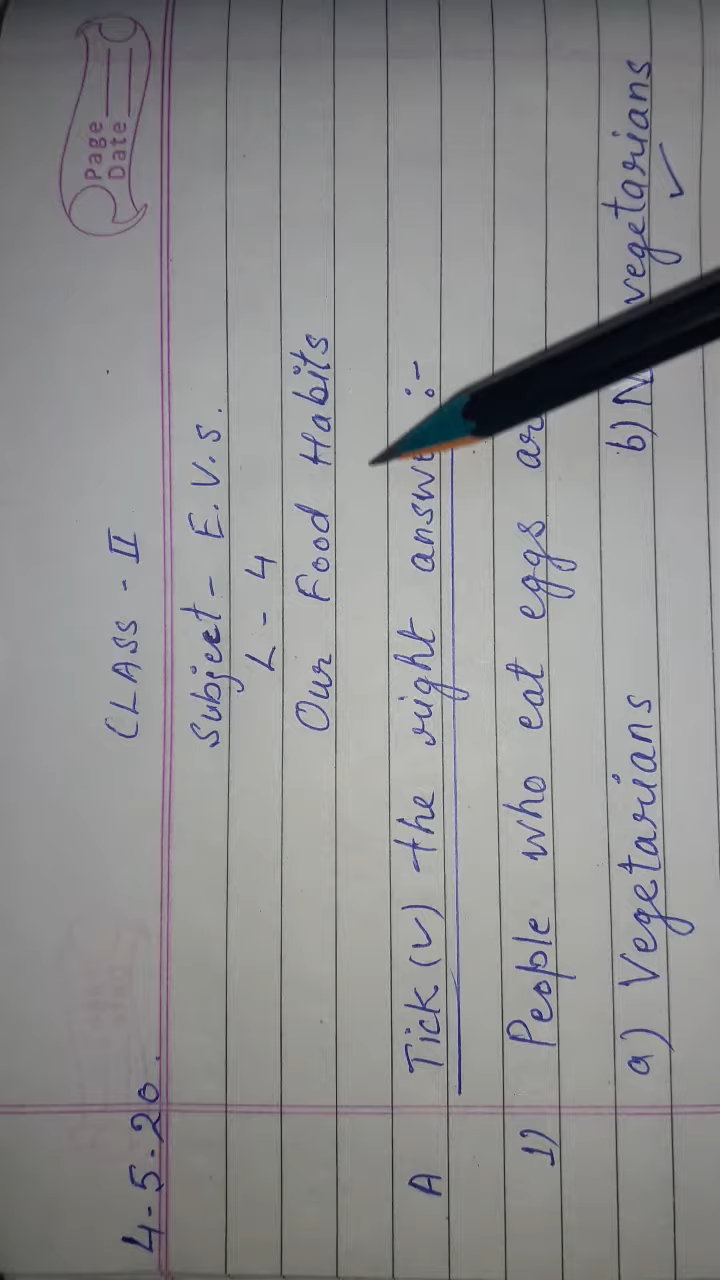 Page
Date
4-5-20.
CLASS - II
Subject - E.V.S.
L - 4
Our Food Habits
A Tick (✓) the right answe :-
1) People who eat eggs ar
a) Vegetarians b) N vegetarians ✓